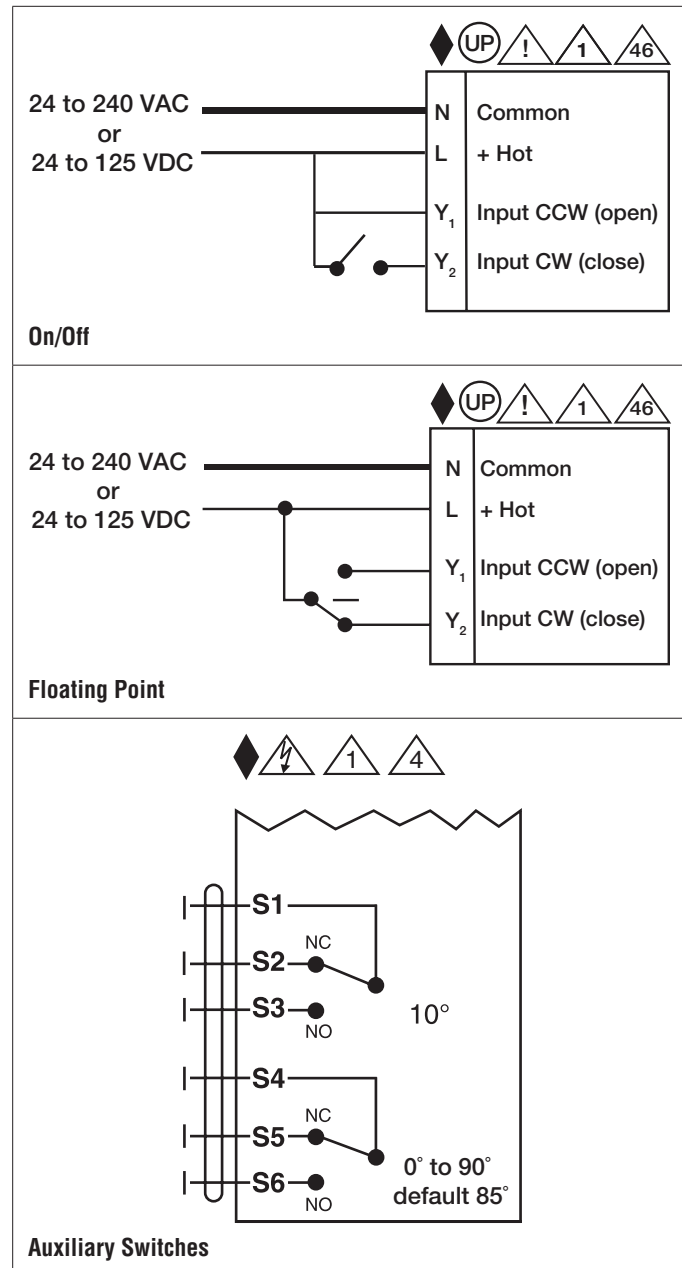 UP ! 1 46
24 to 240 VAC
or
24 to 125 VDC
N Common
L + Hot
Y1 Input CCW (open)
Y2 Input CW (close)
On/Off
UP ! 1 46
24 to 240 VAC
or
24 to 125 VDC
N Common
L + Hot
Y1 Input CCW (open)
Y2 Input CW (close)
Floating Point
1 4
S1
NC
S2
S3
NO
10°
S4
NC
S5
S6
NO
0° to 90°
default 85°
Auxiliary Switches